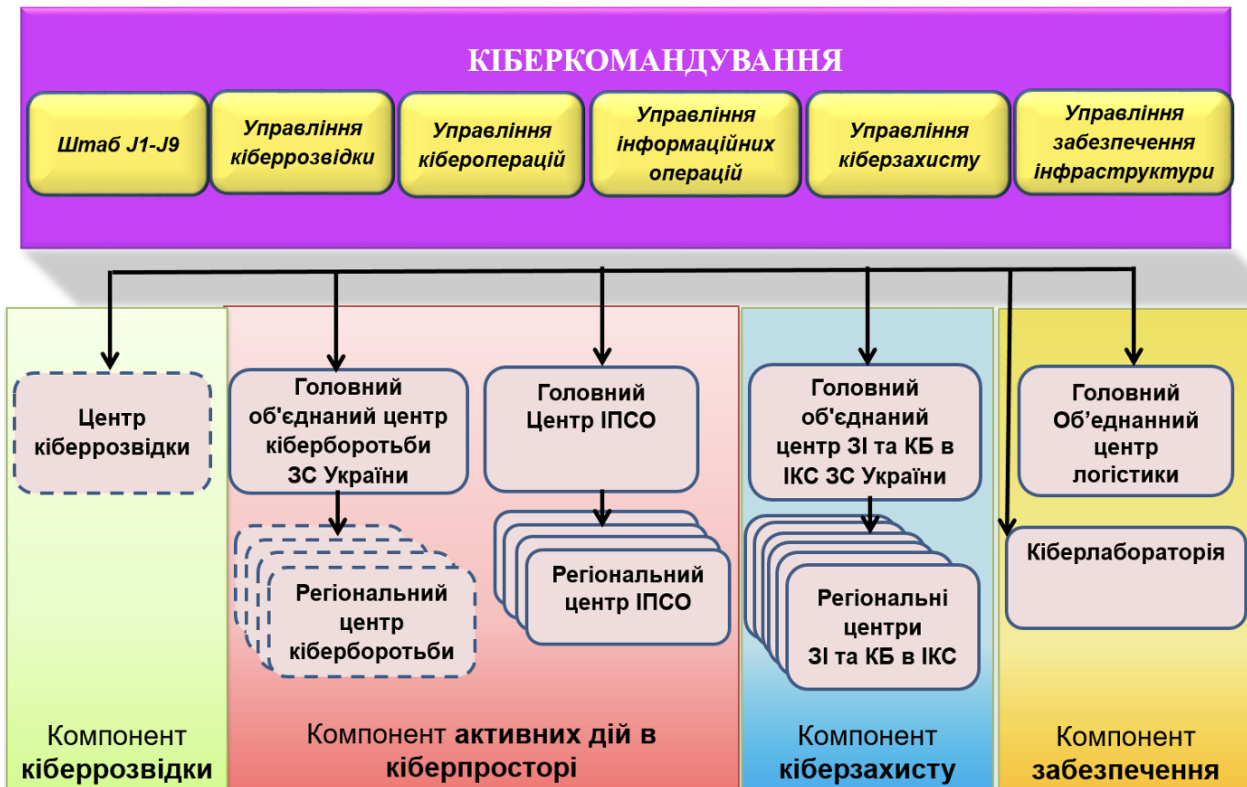 КІБЕРКОМАНДУВАННЯ
Штаб J1-J9
Управління
кіберрозвідки
Управління
кібероперацій
Управління
інформаційних
операцій
Управління
кіберзахисту
Управління
забезпечення
інфраструктури
Центр
кіберрозвідки
Головний
об'єднаний центр
кіберборотьби
ЗС України
Головний
Центр ІПСО
Головний
об'єднаний
центр ЗІ та КБ в
ІКС ЗС України
Головний
Об’еднанний
центр
логістики
Регіональний
центр
кіберборотьби
Регіональний
центр ІПСО
Регіональні
центри
ЗІ та КБ в ІКС
Кіберлабораторія
Компонент
кіберрозвідки
Компонент активних дій в
кіберпросторі
Компонент
кіберзахисту
Компонент
забезпечення